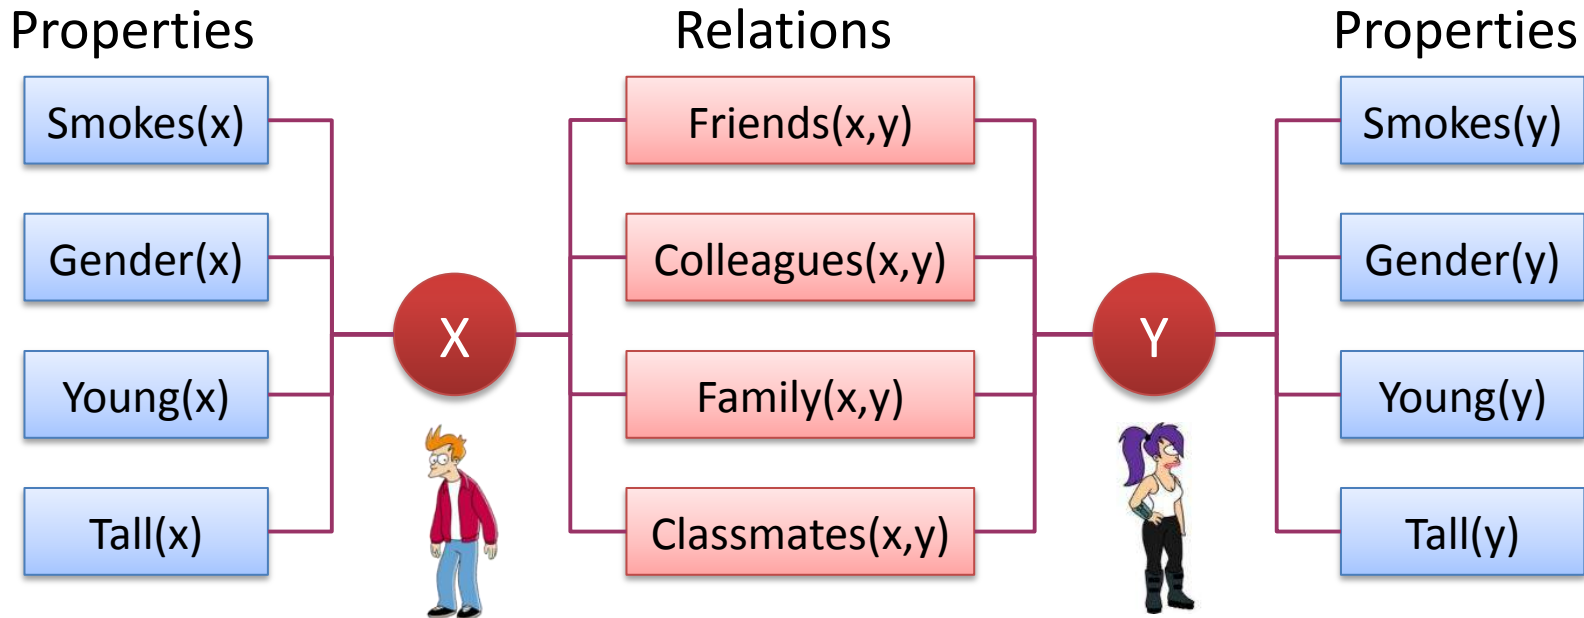 Properties
Relations
Properties
Smokes(x)
Friends(x,y)
Smokes(y)
Gender(x)
Colleagues(x,y)
Gender(y)
X
Y
Young(x)
Family(x,y)
Young(y)
Tall(x)
Classmates(x,y)
Tall(y)